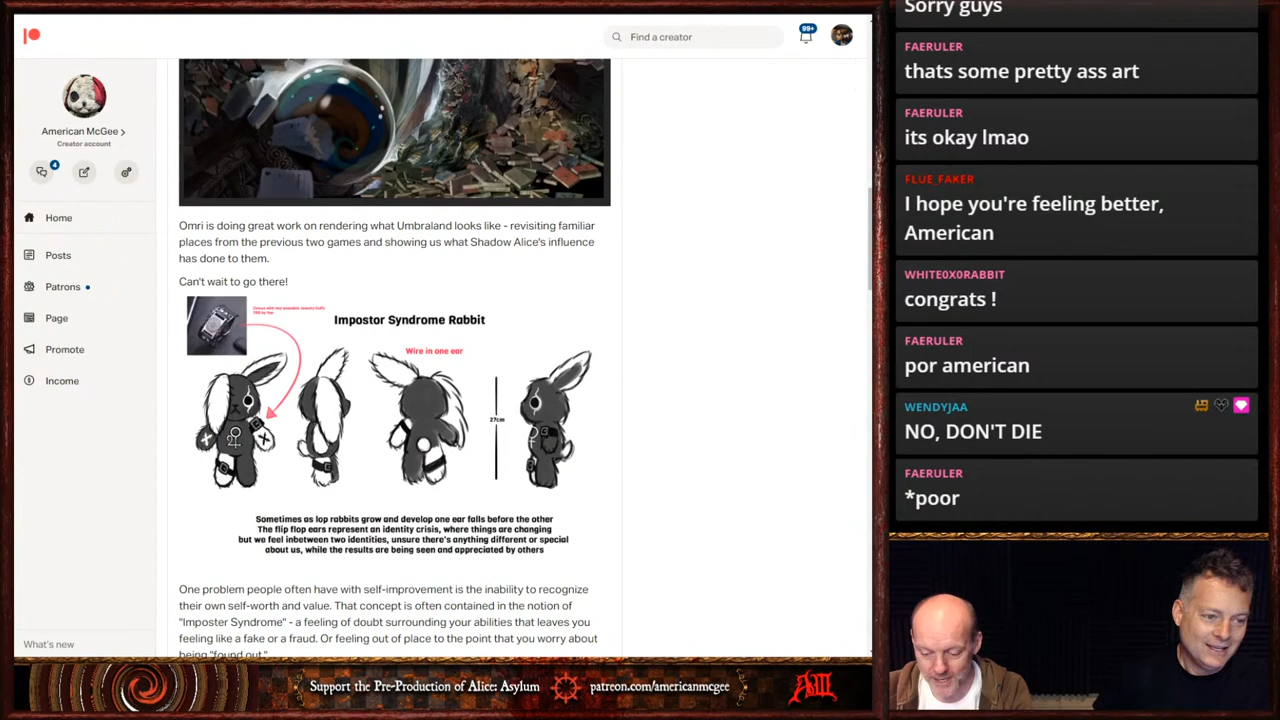 Find a creator
99+
American McGee
Creator account
4
Home
Posts
Patrons
Page
Promote
Income
What's new
Omri is doing great work on rendering what Umbraland looks like - revisiting familiar
places from the previous two games and showing us what Shadow Alice's influence
has done to them.
Can't wait to go there!
Impostor Syndrome Rabbit
Wire in one ear
27cm
Sometimes as lop rabbits grow and develop one ear falls before the other
The flip flop ears represent an identity crisis, where things are changing
but we feel inbetween two identities, unsure there's anything different or special
about us, while the results are being seen and appreciated by others
One problem people often have with self-improvement is the inability to recognize
their own self-worth and value. That concept is often contained in the notion of
"Imposter Syndrome" - a feeling of doubt surrounding your abilities that leaves you
feeling like a fake or a fraud. Or feeling out of place to the point that you worry about
being "found out."
Sorry guys
FAERULER
thats some pretty ass art
FAERULER
its okay lmao
FLUE_FAKER
I hope you're feeling better,
American
WHITE0X0RABBIT
congrats !
FAERULER
por american
WENDYJAA
NO, DON'T DIE
FAERULER
*poor
Support the Pre-Production of Alice: Asylum
patreon.com/americanmcgee